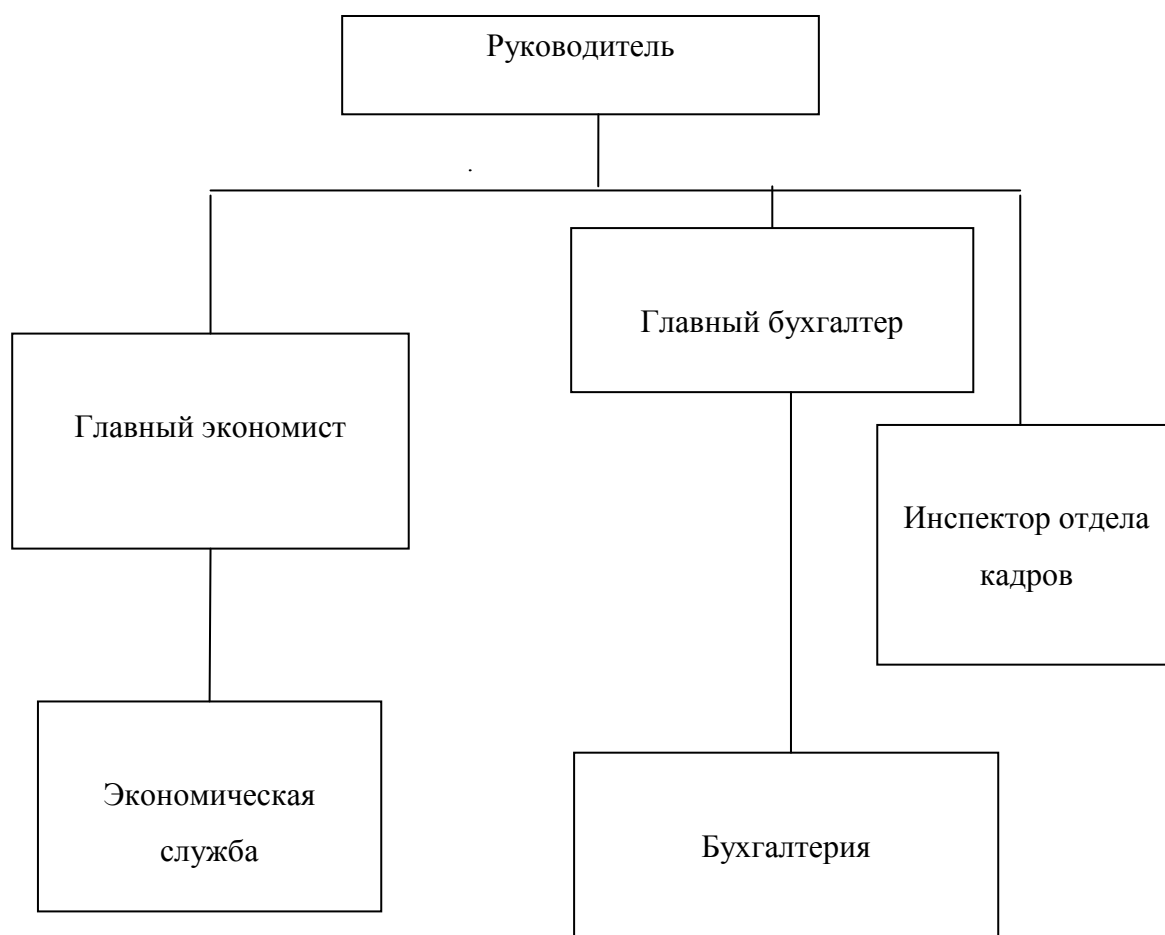 Руководитель
Главный бухгалтер
Главный экономист
Инспектор отдела
кадров
Экономическая
служба
Бухгалтерия